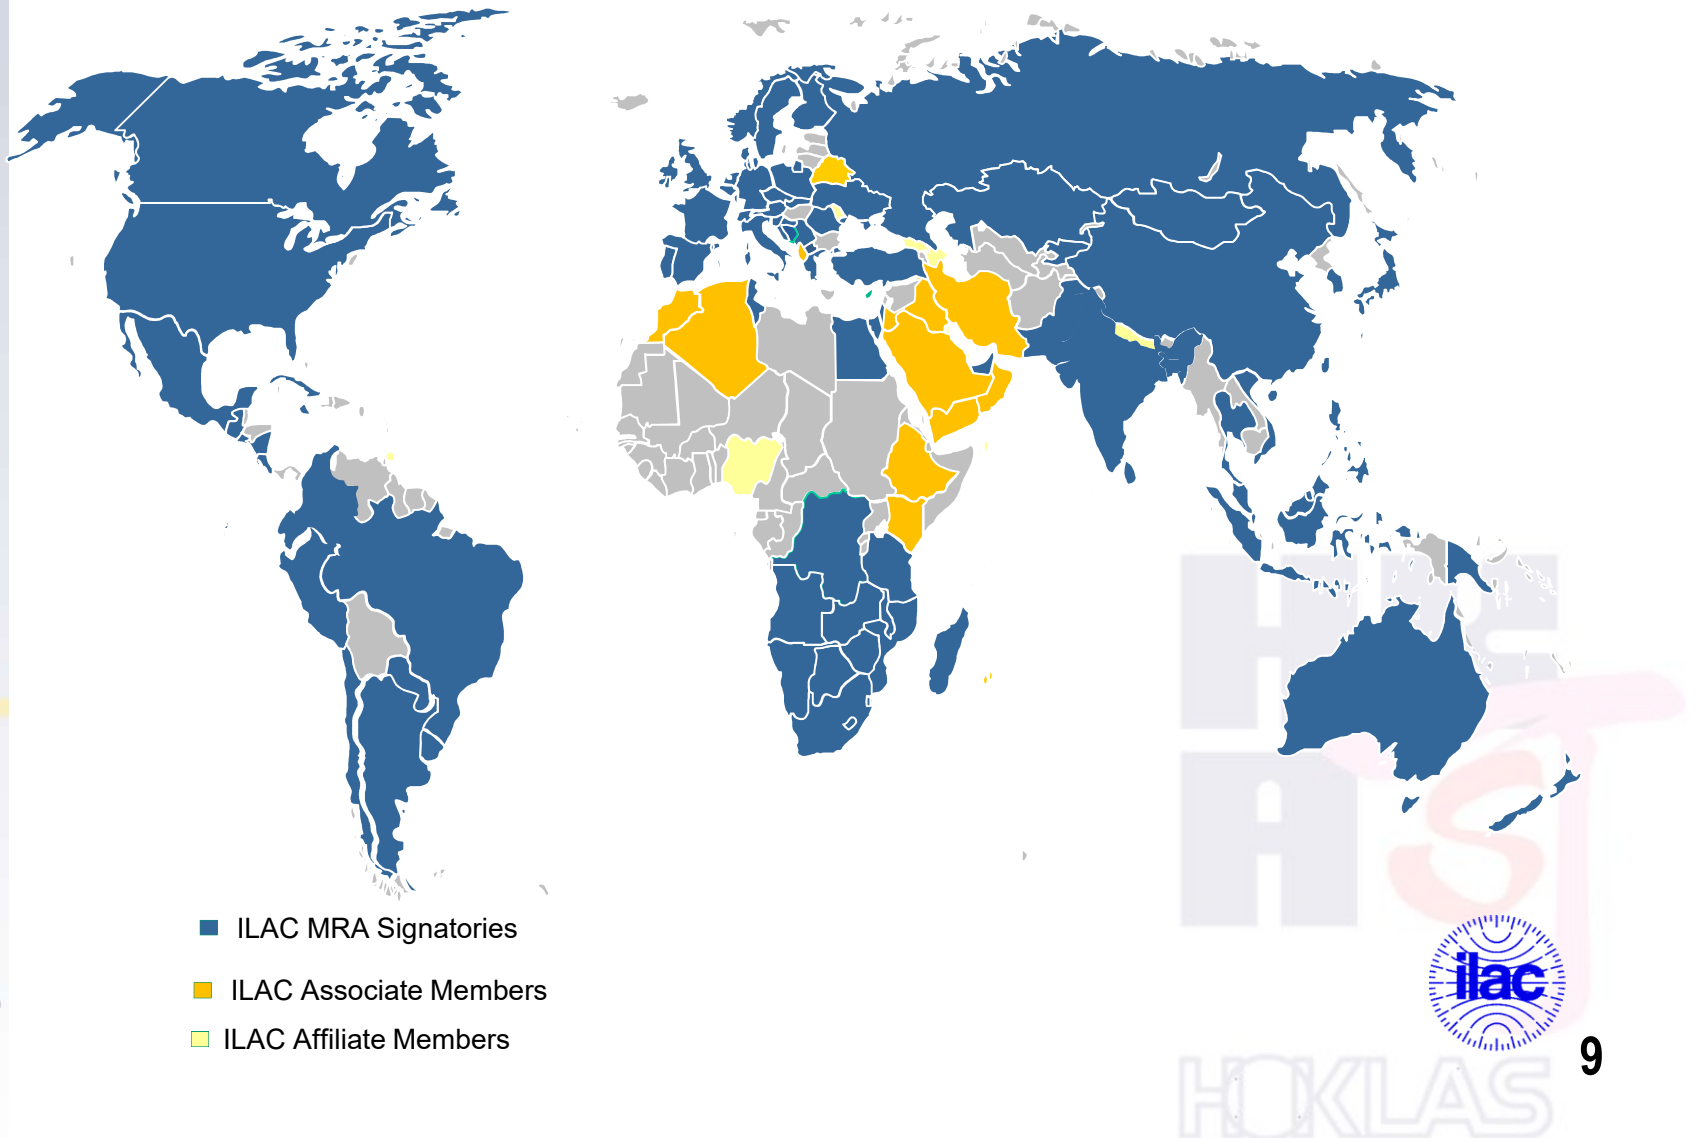 ILAC MRA Signatories
ILAC Associate Members
ILAC Affiliate Members
ilac
9
HOKLAS